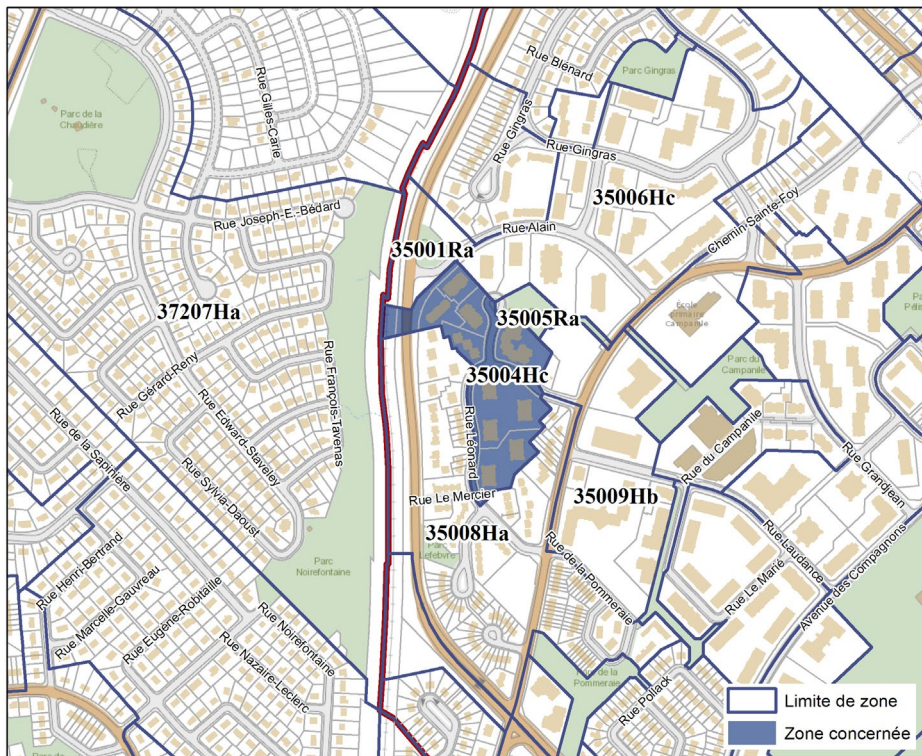 Rue Blénard
Parc Gingras
Rue Gilles-Carle
Parc de la
Chaudière
Rue Gingras
Rue Gingras
35006Hc
Chemin Sainte-Foy
Rue Joseph-E.-Bédard
Rue Alain
35001Ra
37207Ha
35005Ra
École
primaire
Campanile
Parc du
Campanile
35004Hc
Rue Gérard-Reny
Rue François-Tavenas
Rue Edward-Staveley
Rue de la Sapinière
Rue Sylvia-Daoust
Rue Léonard
Rue du Campanile
Rue Grandjean
Rue Le Mercier
35009Hb
35008Ha
Parc
Lefebvre
Parc
Noirefontaine
Rue Henri-Bertrand
Rue Marcelle-Gauvreau
Rue Eugène-Robitaille
Rue Noirefontaine
Rue Nazaire-Leclerc
Rue de la Pommeraie
Rue Laudance
Rue Le Marié
Avenue des Compagnons
Parc de la
Pommeraie
Rue Pollack
Limite de zone
Zone concernée